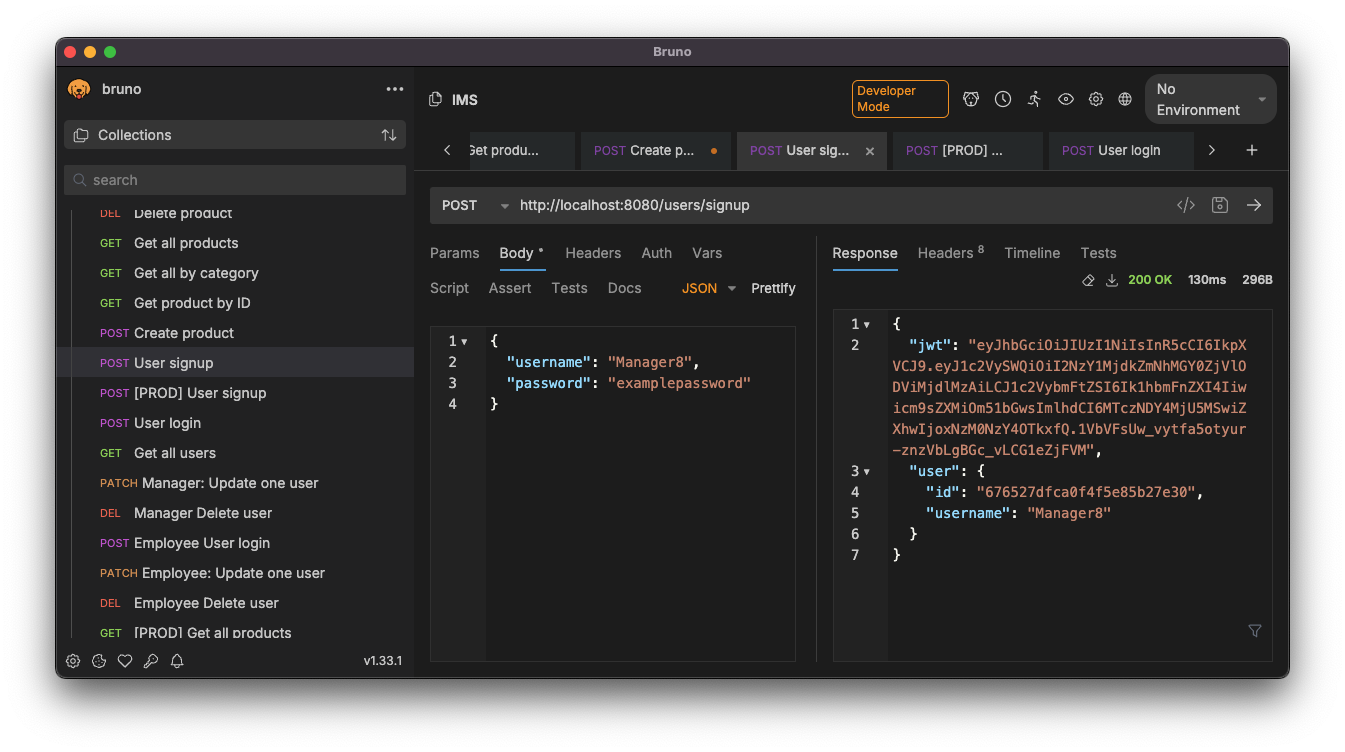 Bruno
bruno
IMS
Developer
Mode
No
Environment
Collections
search
Get produ...
POST Create p...
POST User sig...
POST [PROD] ...
POST User login
POST
http://localhost:8080/users/signup
DEL Delete product
GET Get all products
GET Get all by category
GET Get product by ID
POST Create product
POST User signup
POST [PROD] User signup
POST User login
GET Get all users
PATCH Manager: Update one user
DEL Manager Delete user
POST Employee User login
PATCH Employee: Update one user
DEL Employee Delete user
GET [PROD] Get all products
v1.33.1
Params Body Headers Auth Vars
Script Assert Tests Docs JSON Prettify
1 {
2 "username": "Manager8",
3 "password": "examplepassword"
4 }
Response Headers 8 Timeline Tests
200 OK 130ms 296B
1 {
2 "jwt": "eyJhbGciOiJIUzI1NiIsInR5cCI6IkpX
VCJ9.eyJ1c2VySWQiOiI2NzY1MjdkZmNhMGY0ZjVlO
DViMjdlMzAiLCJ1c2VybmFtZSI6Ik1hbmFnZXI4Iiw
icm9sZXMiOm51bGwsImlhdCI6MTczNDY4MjU5MSwiZ
XhwIjoxNzM0NzY4OTkxfQ.1VbVFsUw_vytfa5otyur
-znzVbLgBGc_vLCG1eZjFVM",
3 "user": {
4 "id": "676527dfca0f4f5e85b27e30",
5 "username": "Manager8"
6 }
7 }